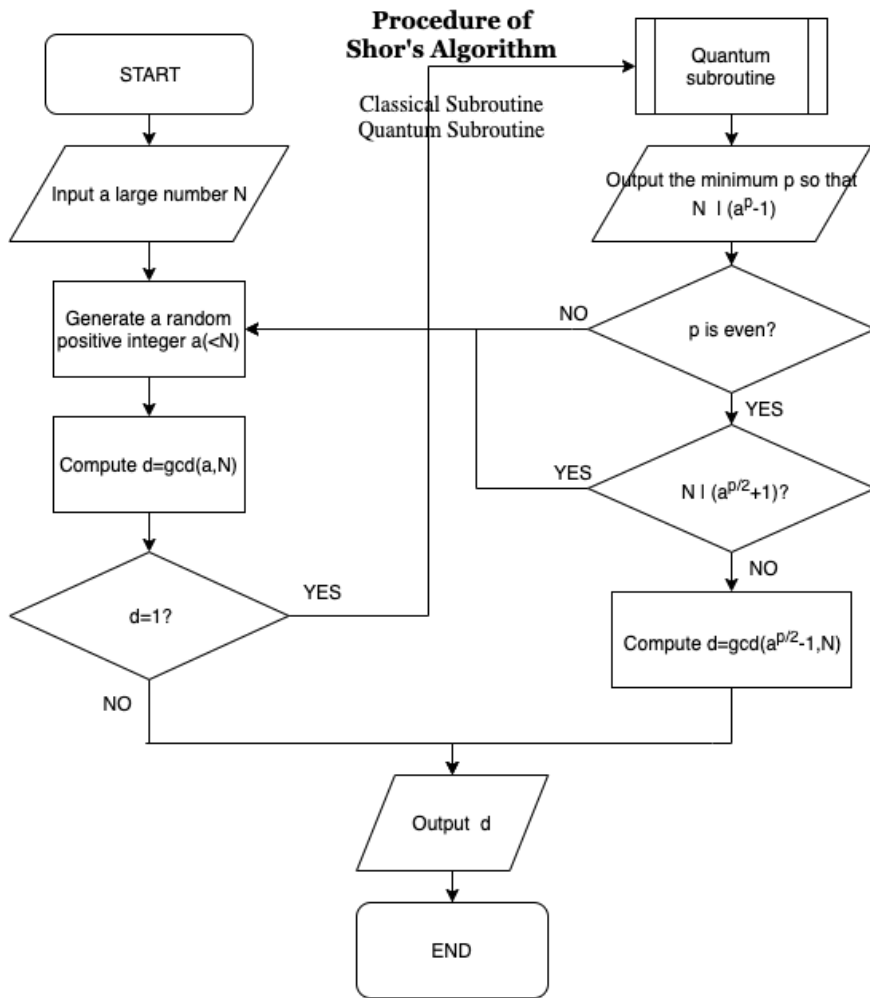 Procedure of
Shor's Algorithm
Classical Subroutine
Quantum Subroutine
START
Input a large number N
Generate a random
positive integer a(<N)
Compute d=gcd(a,N)
d=1?
YES
NO
Quantum
subroutine
Output the minimum p so that
N | (a^p-1)
p is even?
NO
YES
N | (a^p/2+1)?
YES
NO
Compute d=gcd(a^p/2-1,N)
Output d
END